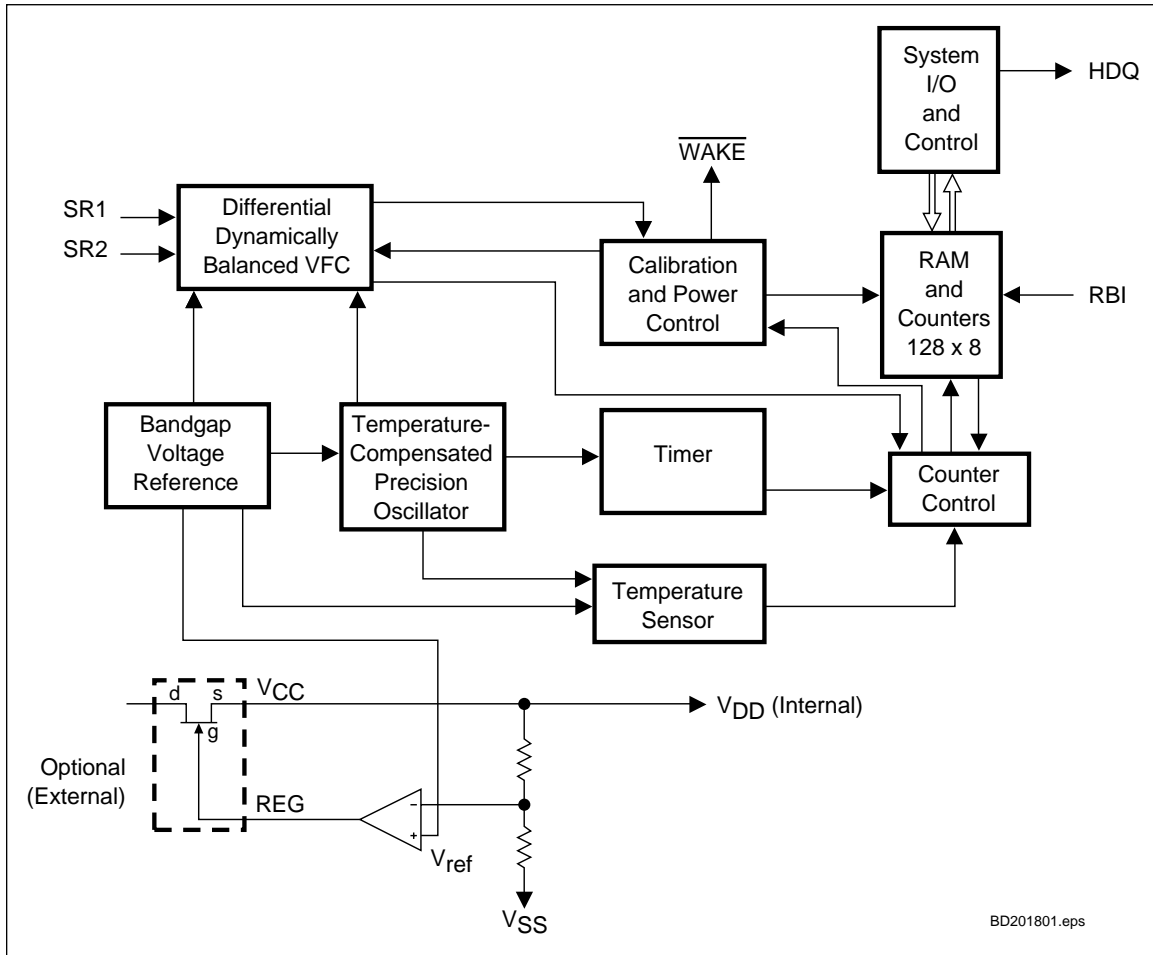 System
I/O
and
Control
HDQ
WAKE
SR1
SR2
Differential
Dynamically
Balanced VFC
Calibration
and Power
Control
RAM
and
Counters
128 x 8
RBI
Bandgap
Voltage
Reference
Temperature-
Compensated
Precision
Oscillator
Timer
Counter
Control
Temperature
Sensor
d
s
g
VCC
VDD (Internal)
Optional
(External)
REG
−
+
Vref
VSS
BD201801.eps